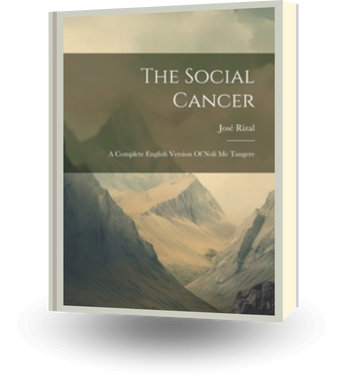 The Social
Cancer
José Rizal
A Complete English Version Of Noli Me Tangere